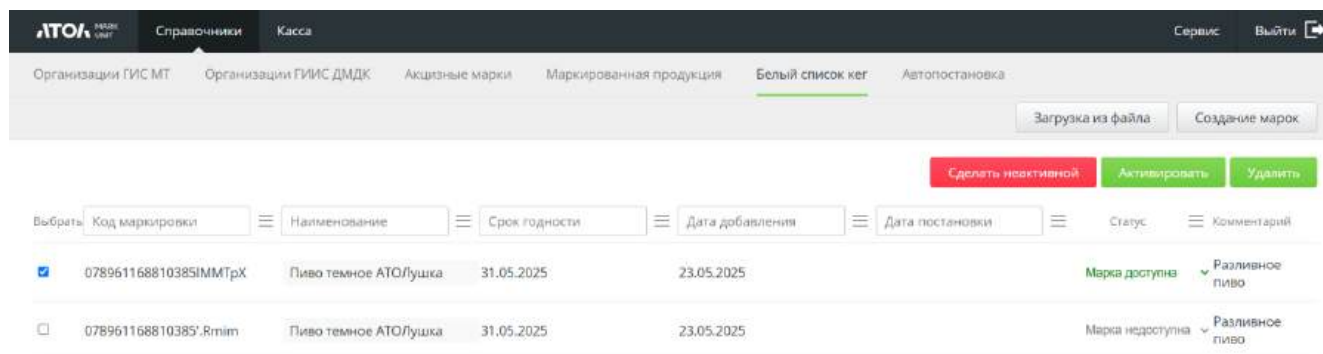 АТОЛ MARK UNIT Справочники Касса Сервис Выйти
Организации ГИС МТ Организации ГИИС ДМДК Акцизные марки Маркированная продукция Белый список кег Автопостановка
Загрузка из файла Создание марок
Сделать неактивной Активировать Удалить
Выбрать Код маркировки Наименование Срок годности Дата добавления Дата постановки Статус Комментарий
078961168810385IMMTpX Пиво темное АТОЛушка 31.05.2025 23.05.2025 Марка доступна Разливное
пиво
078961168810385'.Rmim Пиво темное АТОЛушка 31.05.2025 23.05.2025 Марка недоступна Разливное
пиво